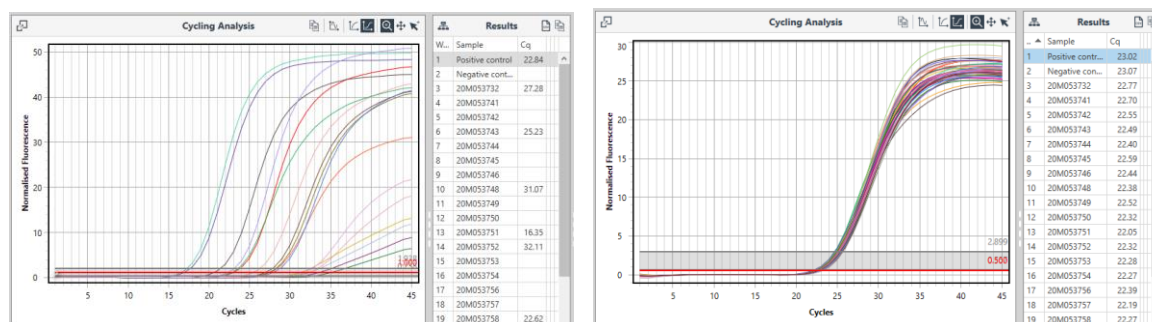 Cycling Analysis
Results
W... Sample Cq
1 Positive control 22.84
2 Negative cont...
3 20M053732 27.28
4 20M053741
5 20M053742
6 20M053743 25.23
7 20M053744
8 20M053745
9 20M053746
10 20M053748 31.07
11 20M053749
12 20M053750
13 20M053751 16.35
14 20M053752 32.11
15 20M053753
16 20M053754
17 20M053756
18 20M053757
19 20M053758 22.62
Normalised Fluorescence
50
40
30
20
10
0
1.000
5 10 15 20 25 30 35 40 45
Cycles
Cycling Analysis
Results
.. Sample Cq
1 Positive contr... 23.02
2 Negative con... 23.07
3 20M053732 22.77
4 20M053741 22.70
5 20M053742 22.55
6 20M053743 22.49
7 20M053744 22.40
8 20M053745 22.59
9 20M053746 22.44
10 20M053748 22.38
11 20M053749 22.52
12 20M053750 22.32
13 20M053751 22.05
14 20M053752 22.32
15 20M053753 22.28
16 20M053754 22.27
17 20M053756 22.39
18 20M053757 22.19
19 20M053758 22.27
Normalised Fluorescence
30
25
20
15
10
5
0
2.899
0.500
5 10 15 20 25 30 35 40 45
Cycles